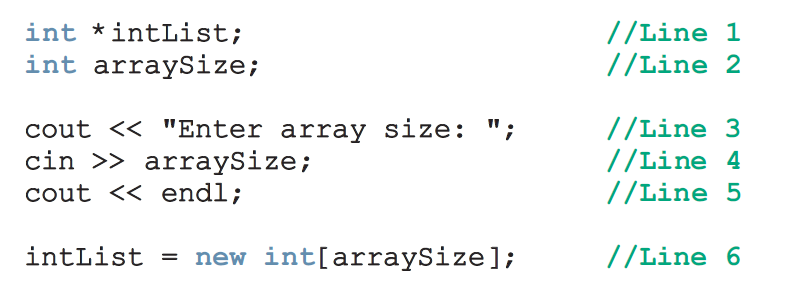 int *intList; //Line 1
int arraySize; //Line 2
cout << "Enter array size: "; //Line 3
cin >> arraySize; //Line 4
cout << endl; //Line 5
intList = new int[arraySize]; //Line 6